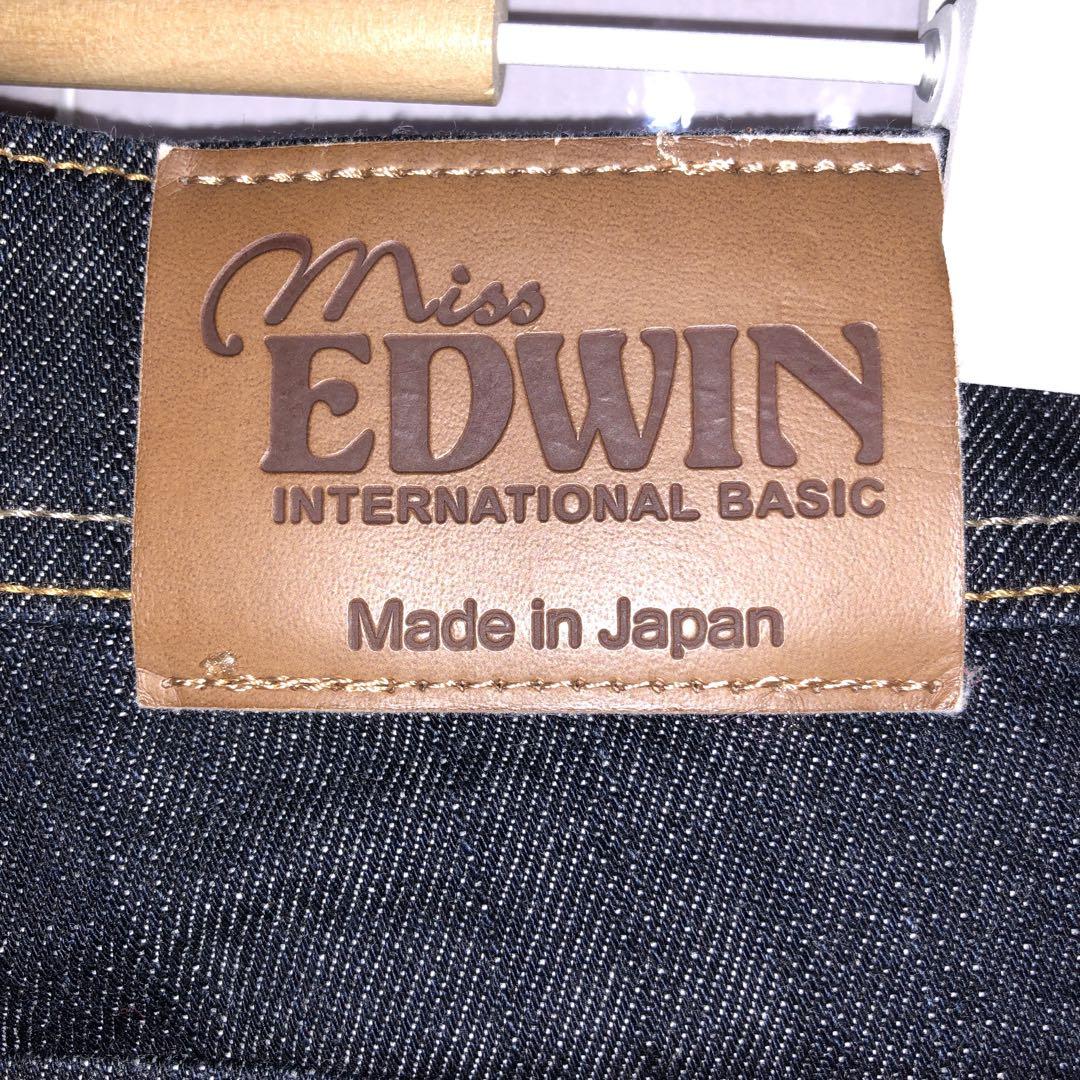 Miss
EDWIN
INTERNATIONAL BASIC
Made in Japan